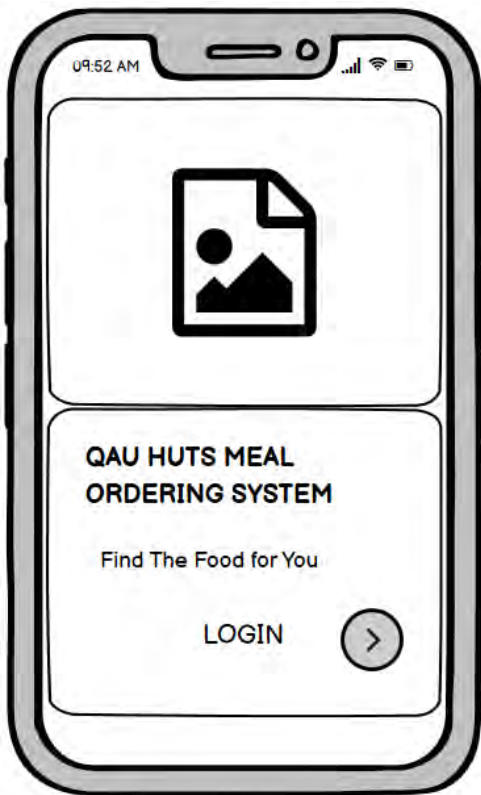 09:52 AM
QAU HUTS MEAL
ORDERING SYSTEM
Find The Food for You
LOGIN